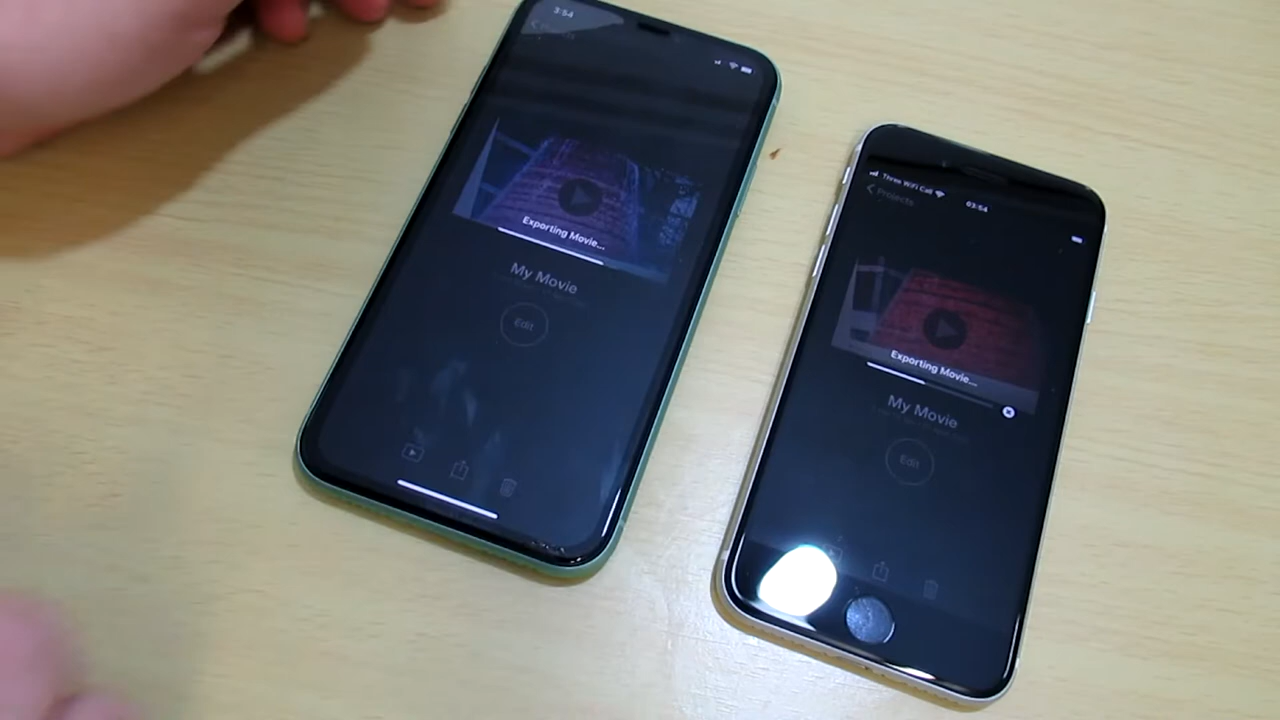 3:54
Exporting Movie...
My Movie
Edit
Three WiFi Call
Projects
03:54
Exporting Movie...
My Movie
Edit